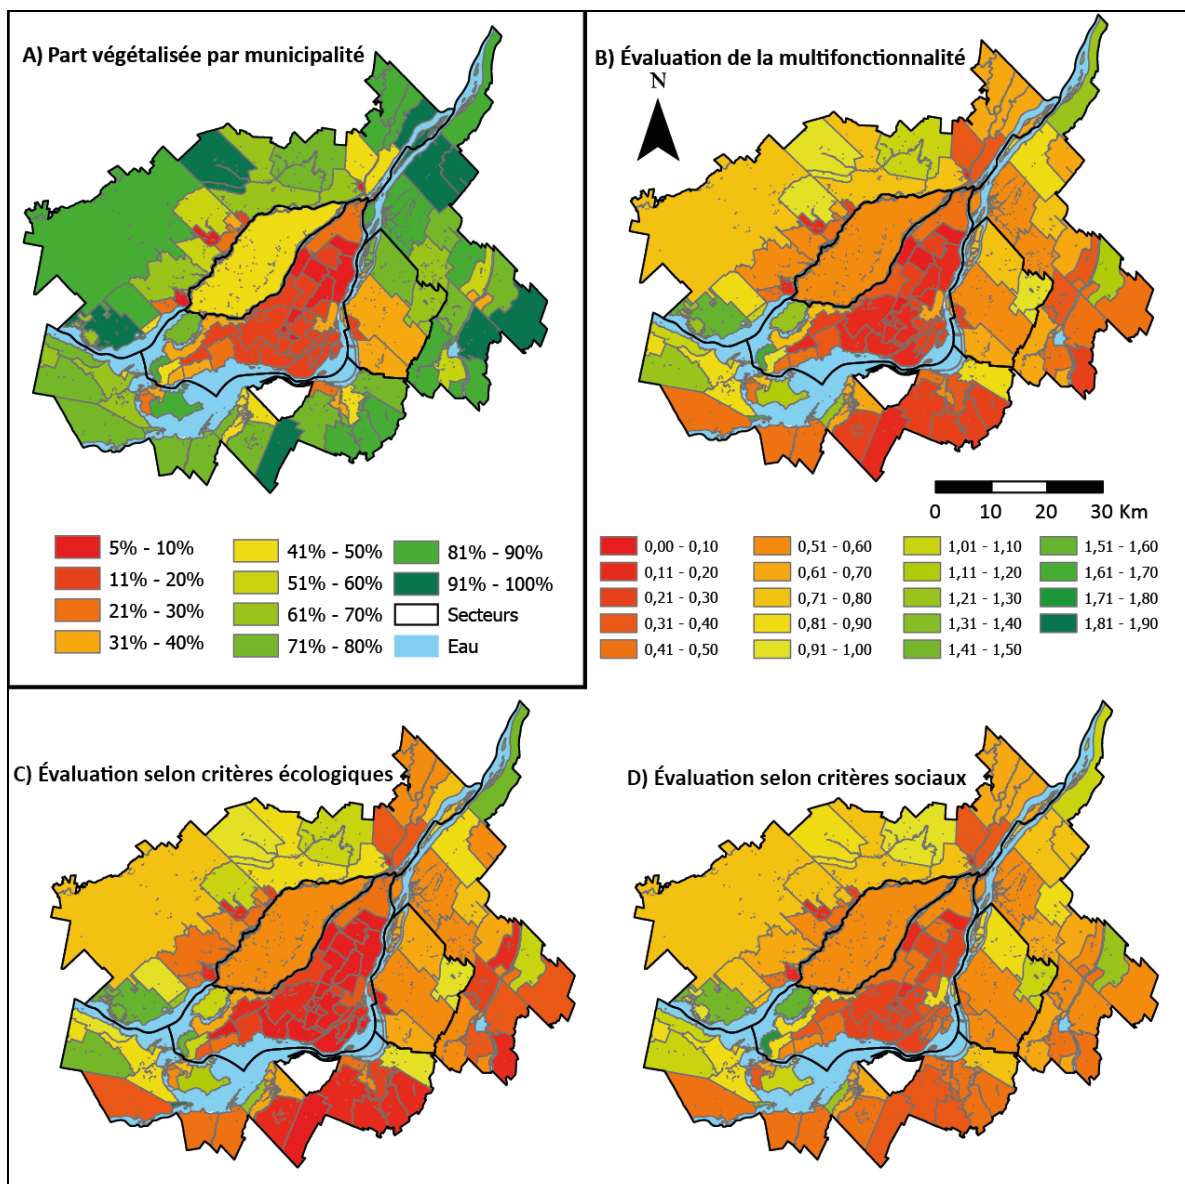 A) Part végétalisée par municipalité
B) Évaluation de la multifonctionnalité
N
0 10 20 30 Km
5% - 10%
11% - 20%
21% - 30%
31% - 40%
41% - 50%
51% - 60%
61% - 70%
71% - 80%
81% - 90%
91% - 100%
Secteurs
Eau
0,00 - 0,10
0,11 - 0,20
0,21 - 0,30
0,31 - 0,40
0,41 - 0,50
0,51 - 0,60
0,61 - 0,70
0,71 - 0,80
0,81 - 0,90
0,91 - 1,00
1,01 - 1,10
1,11 - 1,20
1,21 - 1,30
1,31 - 1,40
1,41 - 1,50
1,51 - 1,60
1,61 - 1,70
1,71 - 1,80
1,81 - 1,90
C) Évaluation selon critères écologiques
D) Évaluation selon critères sociaux